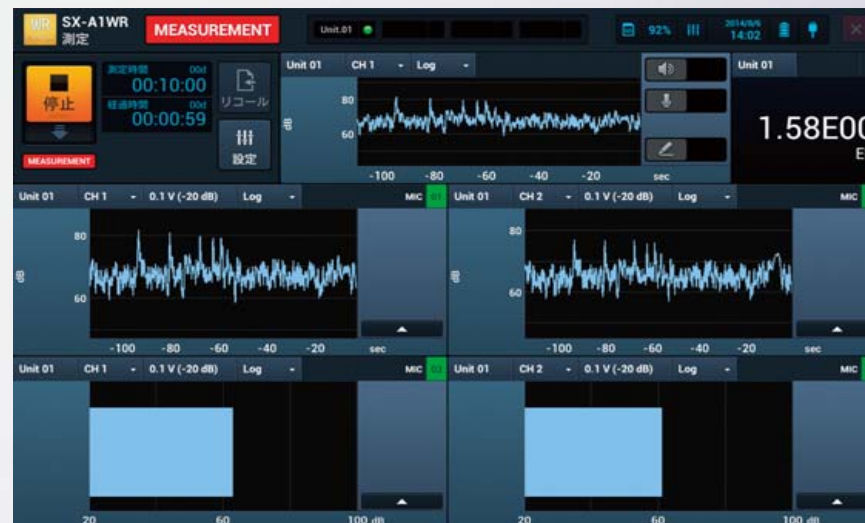 WR SX-A1WR
測定
MEASUREMENT
Unit.01
92%
2014/8/6
14:02
停止
MEASUREMENT
測定時間 00d
00:10:00
経過時間 00d
00:00:59
リコール
設定
Unit 01 CH 1 Log
dB
80
60
-100 -80 -60 -40 -20 sec
Unit 01
1.58E00
E
Unit 01 CH 1 0.1 V (-20 dB) Log MIC 01
dB
80
60
-100 -80 -60 -40 -20 sec
Unit 01 CH 2 0.1 V (-20 dB) Log MIC
dB
80
60
-100 -80 -60 -40 -20 sec
Unit 01 CH 1 0.1 V (-20 dB) Log MIC
20 60 100 dB
Unit 01 CH 2 0.1 V (-20 dB) Log MIC
20 60 100 dB